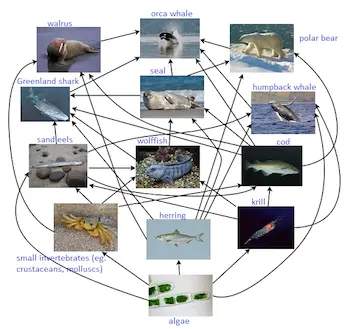 walrus
orca whale
polar bear
Greenland shark
seal
humpback whale
sand eels
wolffish
cod
krill
herring
small invertebrates (eg.
crustaceans, molluscs)
algae